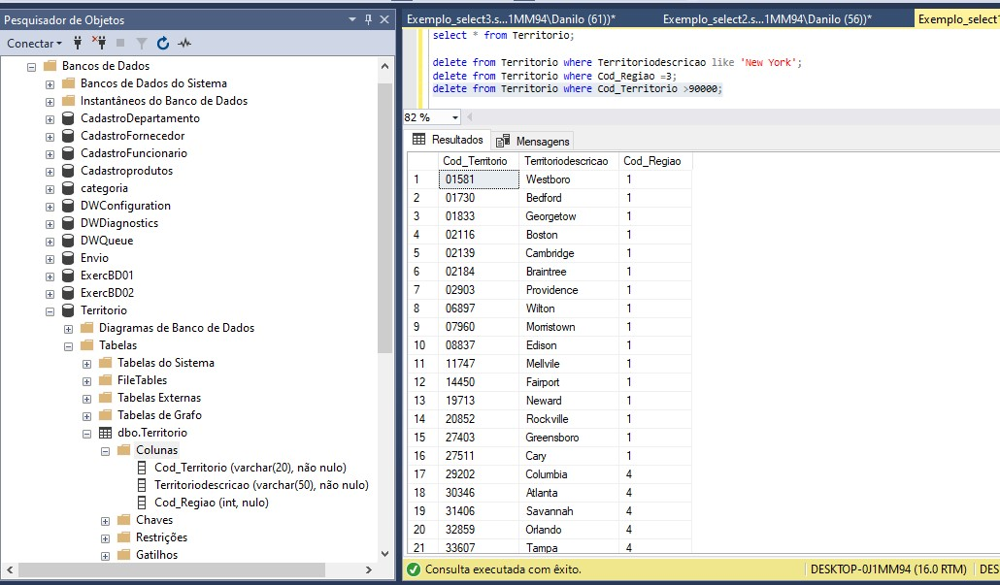 Pesquisador de Objetos
Conectar
Bancos de Dados
Bancos de Dados do Sistema
Instantâneos do Banco de Dados
CadastroDepartamento
CadastroFornecedor
CadastroFuncionario
Cadastroprodutos
categoria
DWConfiguration
DWDiagnostics
DWQueue
Envio
ExercBD01
ExercBD02
Territorio
Diagramas de Banco de Dados
Tabelas
Tabelas do Sistema
FileTables
Tabelas Externas
Tabelas de Grafo
dbo.Territorio
Colunas
Cod_Territorio (varchar(20), não nulo)
Territoriodescricao (varchar(50), não nulo)
Cod_Regiao (int, nulo)
Chaves
Restrições
Gatilhos
Exemplo_select3.s...1MM94\Danilo (61))* Exemplo_select2.s...1MM94\Danilo (56))* Exemplo_select1
select * from Territorio;
delete from Territorio where Territoriodescricao like 'New York';
delete from Territorio where Cod_Regiao =3;
delete from Territorio where Cod_Territorio >90000;
82 %
Resultados Mensagens
Cod_Territorio Territoriodescricao Cod_Regiao
1 01581 Westboro 1
2 01730 Bedford 1
3 01833 Georgetow 1
4 02116 Boston 1
5 02139 Cambridge 1
6 02184 Braintree 1
7 02903 Providence 1
8 06897 Wilton 1
9 07960 Morristown 1
10 08837 Edison 1
11 11747 Mellvile 1
12 14450 Fairport 1
13 19713 Neward 1
14 20852 Rockville 1
15 27403 Greensboro 1
16 27511 Cary 1
17 29202 Columbia 4
18 30346 Atlanta 4
19 31406 Savannah 4
20 32859 Orlando 4
21 33607 Tampa 4
Consulta executada com êxito. DESKTOP-0J1MM94 (16.0 RTM) DES